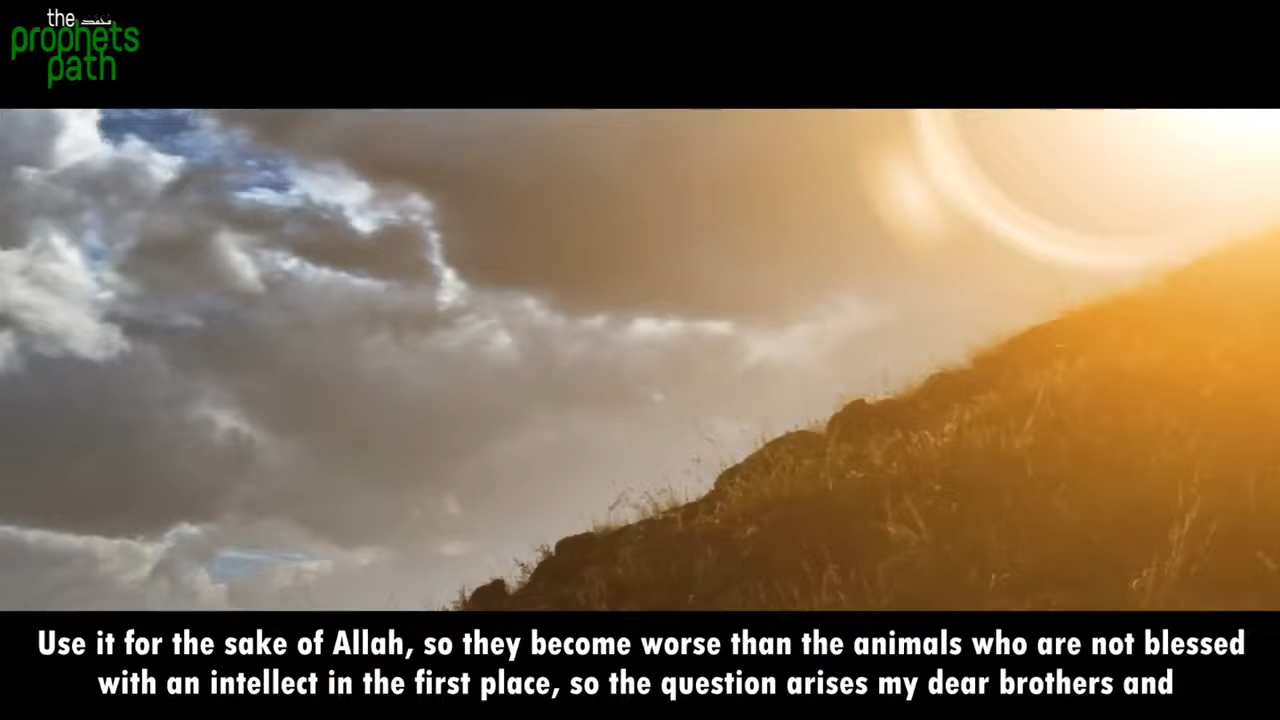 the محمد
prophets
path
Use it for the sake of Allah, so they become worse than the animals who are not blessed
with an intellect in the first place, so the question arises my dear brothers and